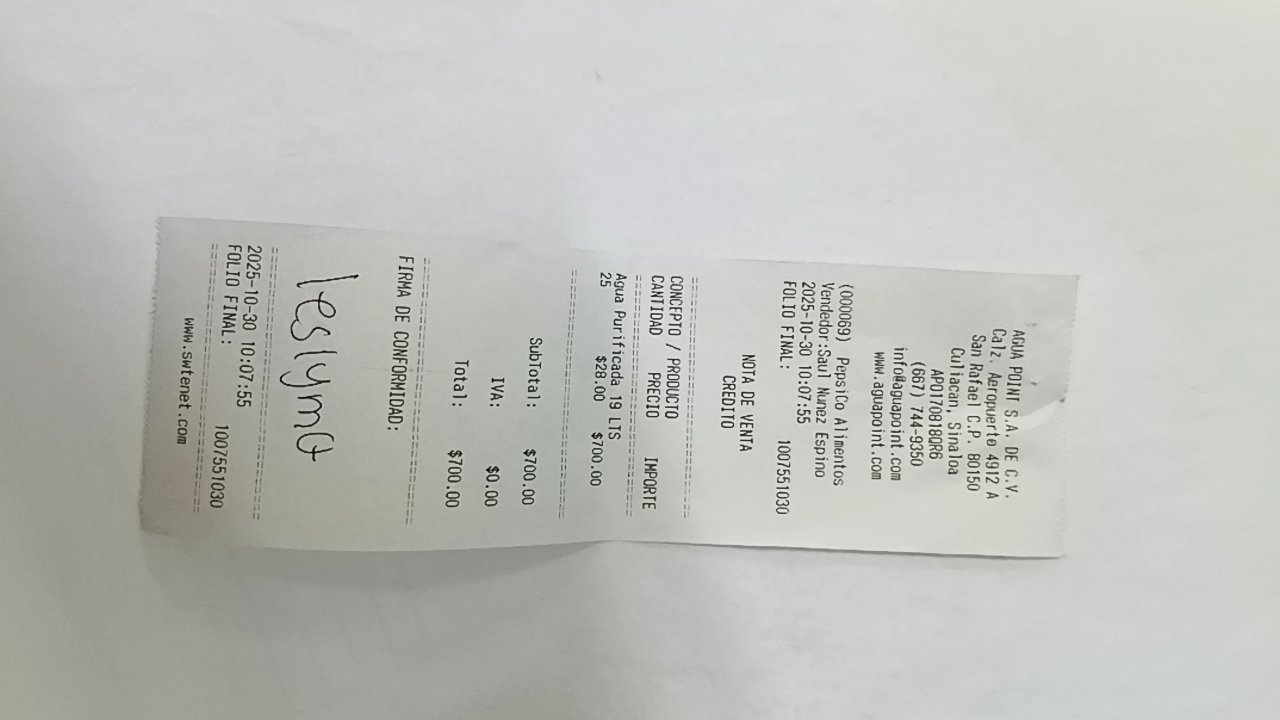 AGUA POINT S.A. DE C.V.
Calz. Aeropuerto 4912 A
San Rafael C.P. 80150
Culiacan, Sinaloa
APO170818QR6
(667) 744-9350
info@aguapoint.com
www.aguapoint.com
NOTA DE VENTA
CREDITO
(000069) PepsiCo Alimentos
Vendedor:Saul Nunez Espino
2025-10-30 10:07:55
FOLIO FINAL: 1007551030
CONCEPTO / PRODUCTO
CANTIDAD PRECIO IMPORTE
Agua Purificada 19 LTS
25 $28.00 $700.00
SubTotal: $700.00
IVA: $0.00
Total: $700.00
FIRMA DE CONFORMIDAD:
leslyma
2025-10-30 10:07:55
FOLIO FINAL: 1007551030
www.swtenet.com